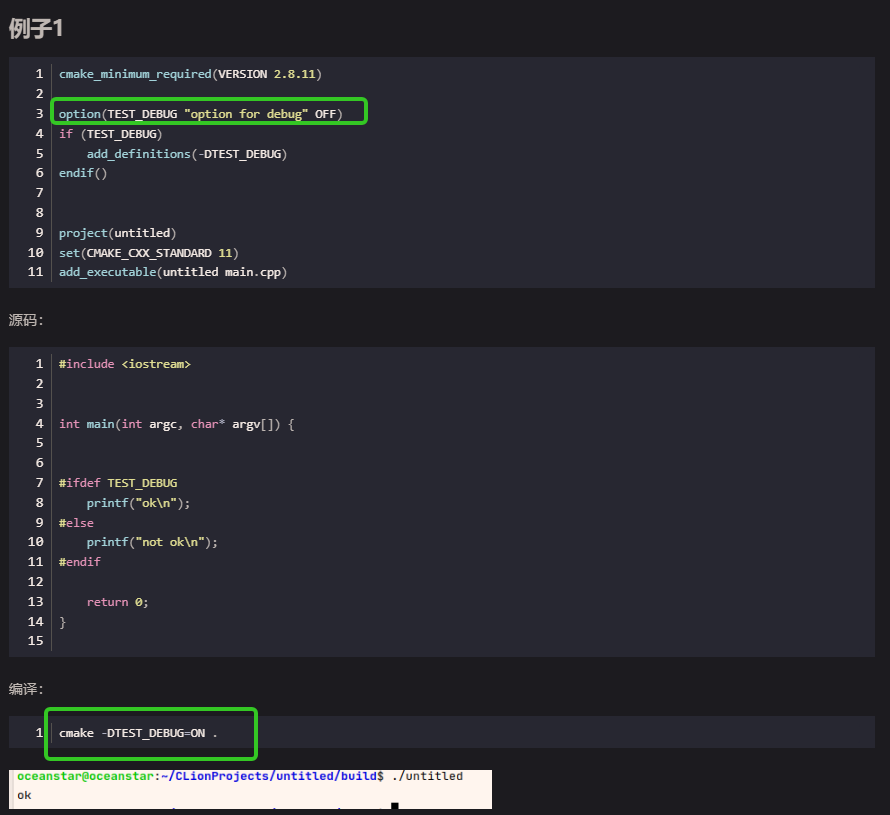 例子1
1 cmake_minimum_required(VERSION 2.8.11)
2
3 option(TEST_DEBUG "option for debug" OFF)
4 if (TEST_DEBUG)
5     add_definitions(-DTEST_DEBUG)
6 endif()
7
8
9 project(untitled)
10 set(CMAKE_CXX_STANDARD 11)
11 add_executable(untitled main.cpp)
源码：
1 #include <iostream>
2
3
4 int main(int argc, char* argv[]) {
5
6
7 #ifdef TEST_DEBUG
8     printf("ok\n");
9 #else
10     printf("not ok\n");
11 #endif
12
13     return 0;
14 }
15
编译：
1 cmake -DTEST_DEBUG=ON .
oceanstar@oceanstar:~/CLionProjects/untitled/build$ ./untitled
ok